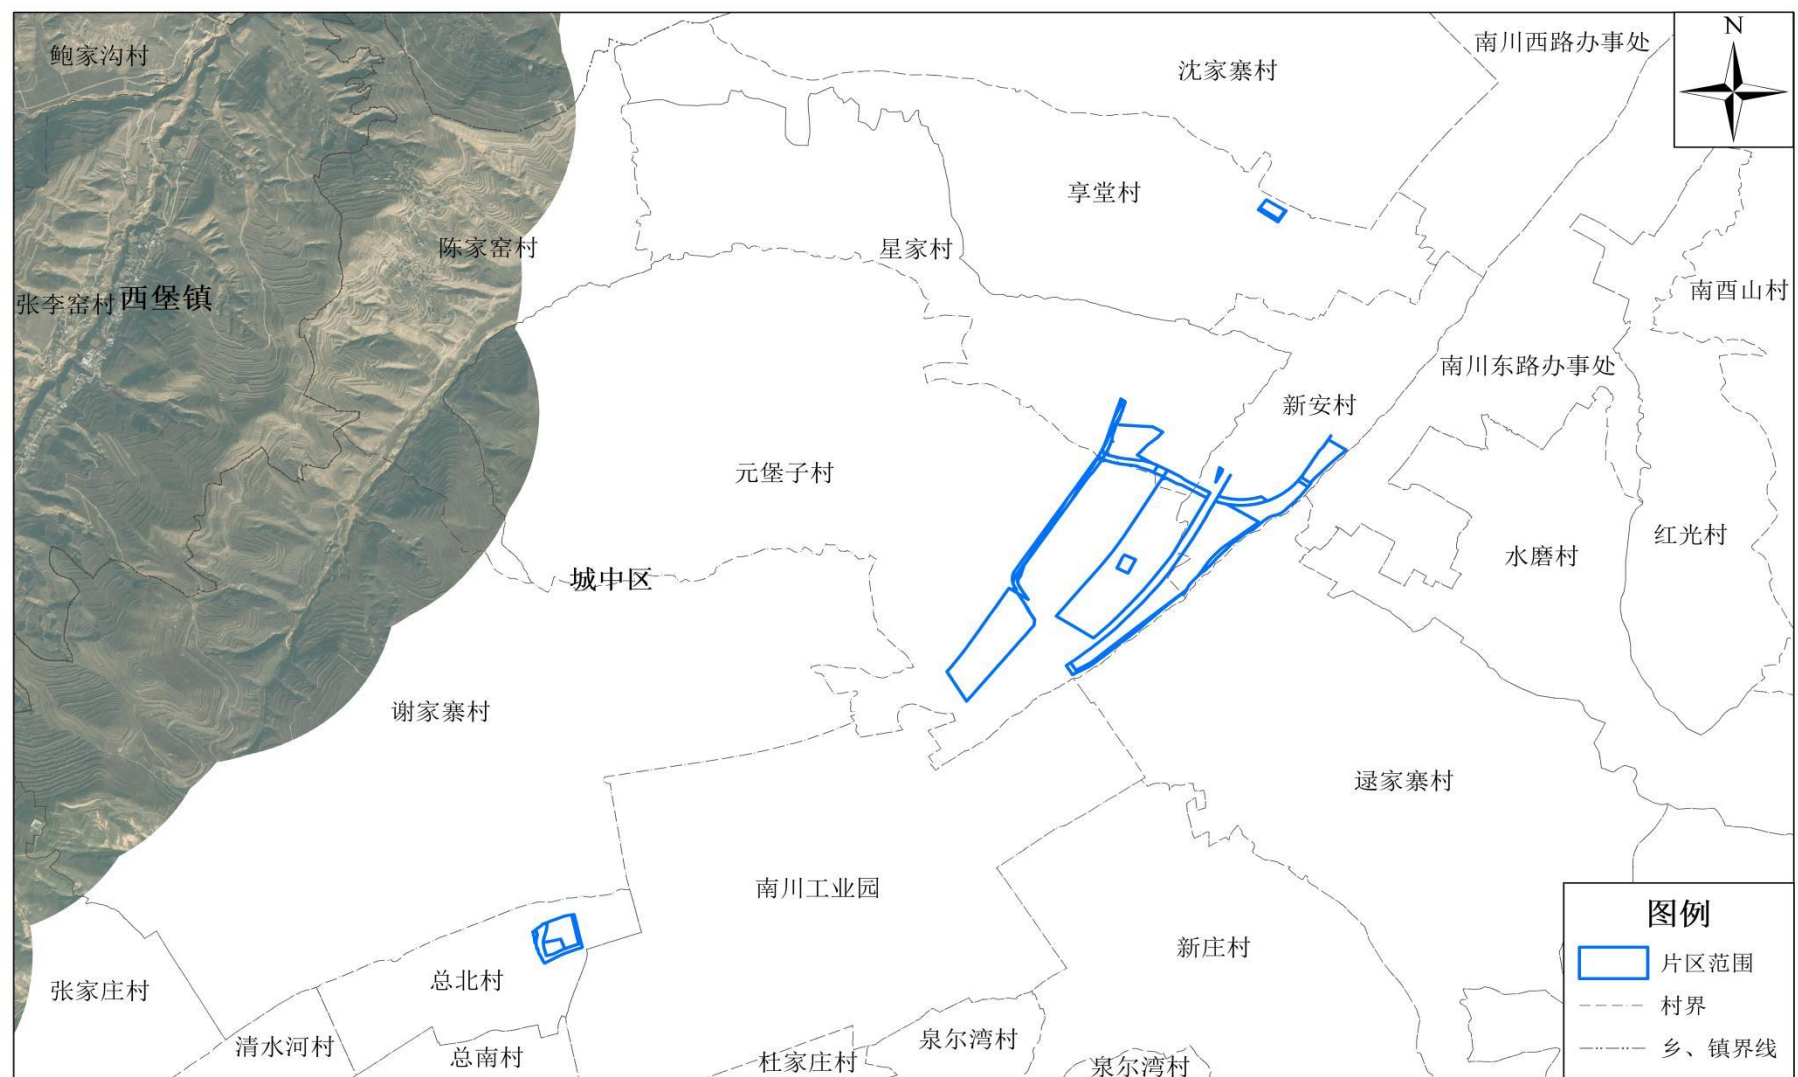 N
南川西路办事处
鲍家沟村
沈家寨村
享堂村
陈家窑村
星家村
张李窑村
西堡镇
南酉山村
南川东路办事处
新安村
元堡子村
红光村
水磨村
城中区
谢家寨村
逯家寨村
南川工业园
图例
新庄村
片区范围
总北村
张家庄村
村界
清水河村
总南村
杜家庄村
泉尔湾村
泉尔湾村
乡、镇界线